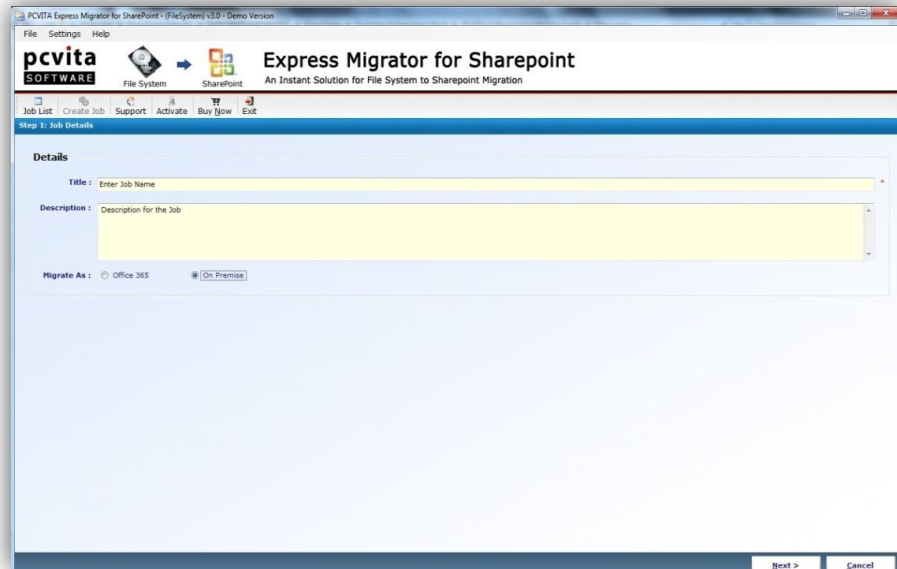 PCVITA Express Migrator for SharePoint - (FileSystem) v3.0 - Demo Version
File Settings Help
pcvita
SOFTWARE
File System
SharePoint
Express Migrator for Sharepoint
An Instant Solution for File System to Sharepoint Migration
Job List Create Job Support Activate Buy Now Exit
Step 1: Job Details
Details
Title : Enter Job Name *
Description : Description for the Job
Migrate As : Office 365 On Premise
Next > Cancel